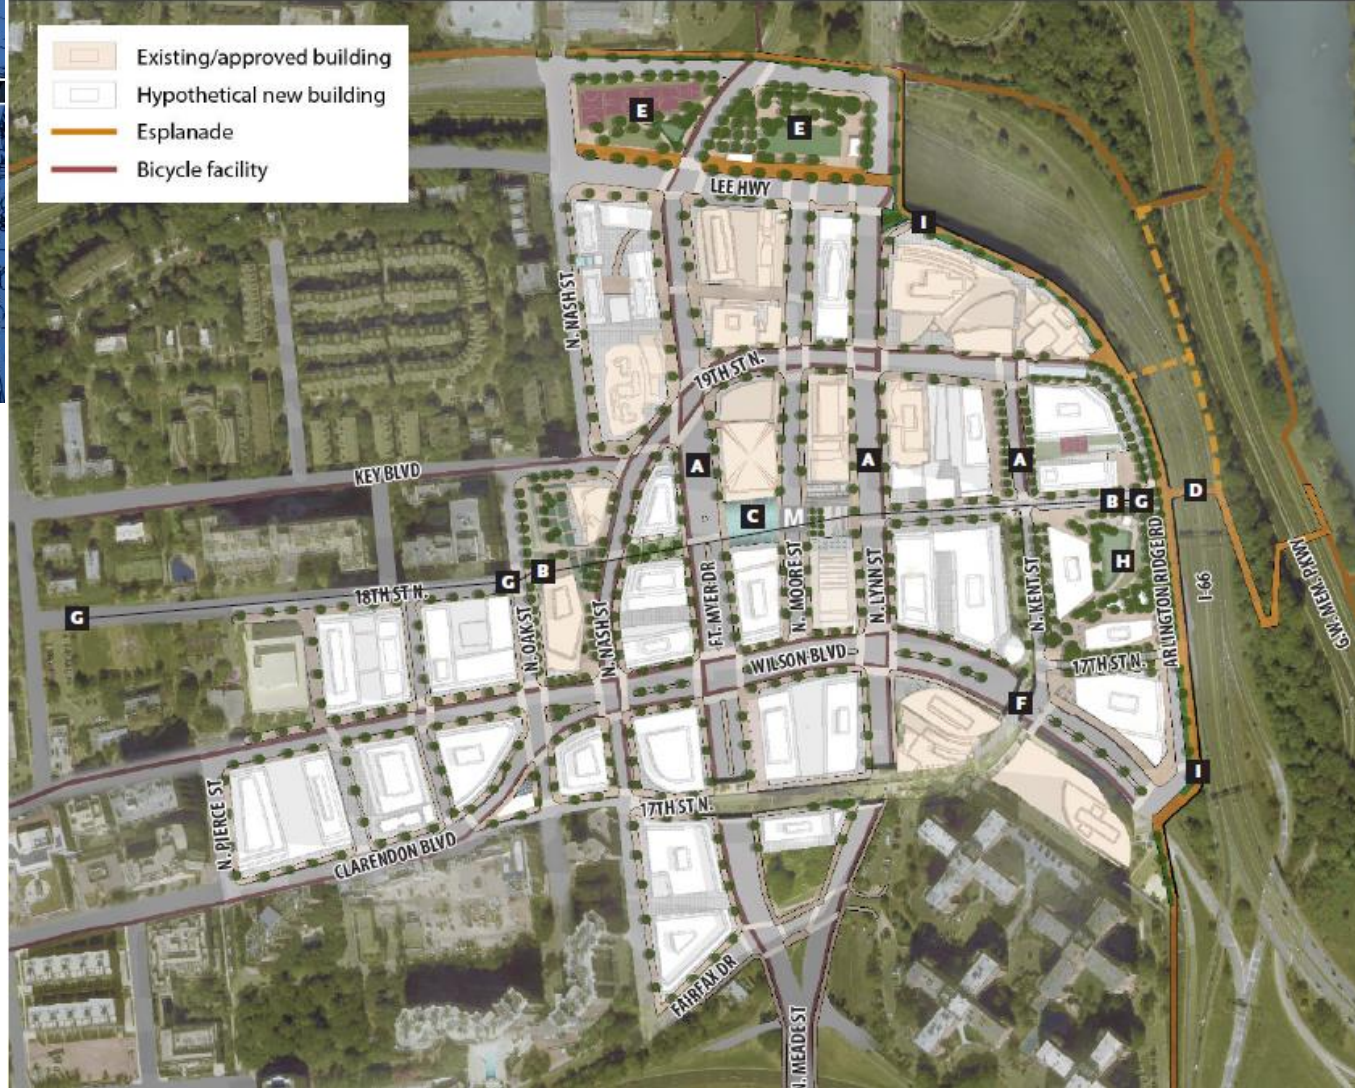 Existing/approved building
Hypothetical new building
Esplanade
Bicycle facility
E
E
LEE HWY
I
N. NASH ST.
19TH ST N.
KEY BLVD
A
A
A
C
M
B
G
D
G
B
G
18TH ST N.
H
N. OAK ST
N. NASH ST
FT. MYER DR
N. MOORE ST
N. LYNN ST
N. KENT ST
ARLINGTON RIDGE RD
I-66
G.W. MEM. PKWY
WILSON BLVD
17TH ST N.
F
I
N. PIERCE ST
CLARENDON BLVD
17TH ST N.
FAIRFAX DR
N. MEADE ST